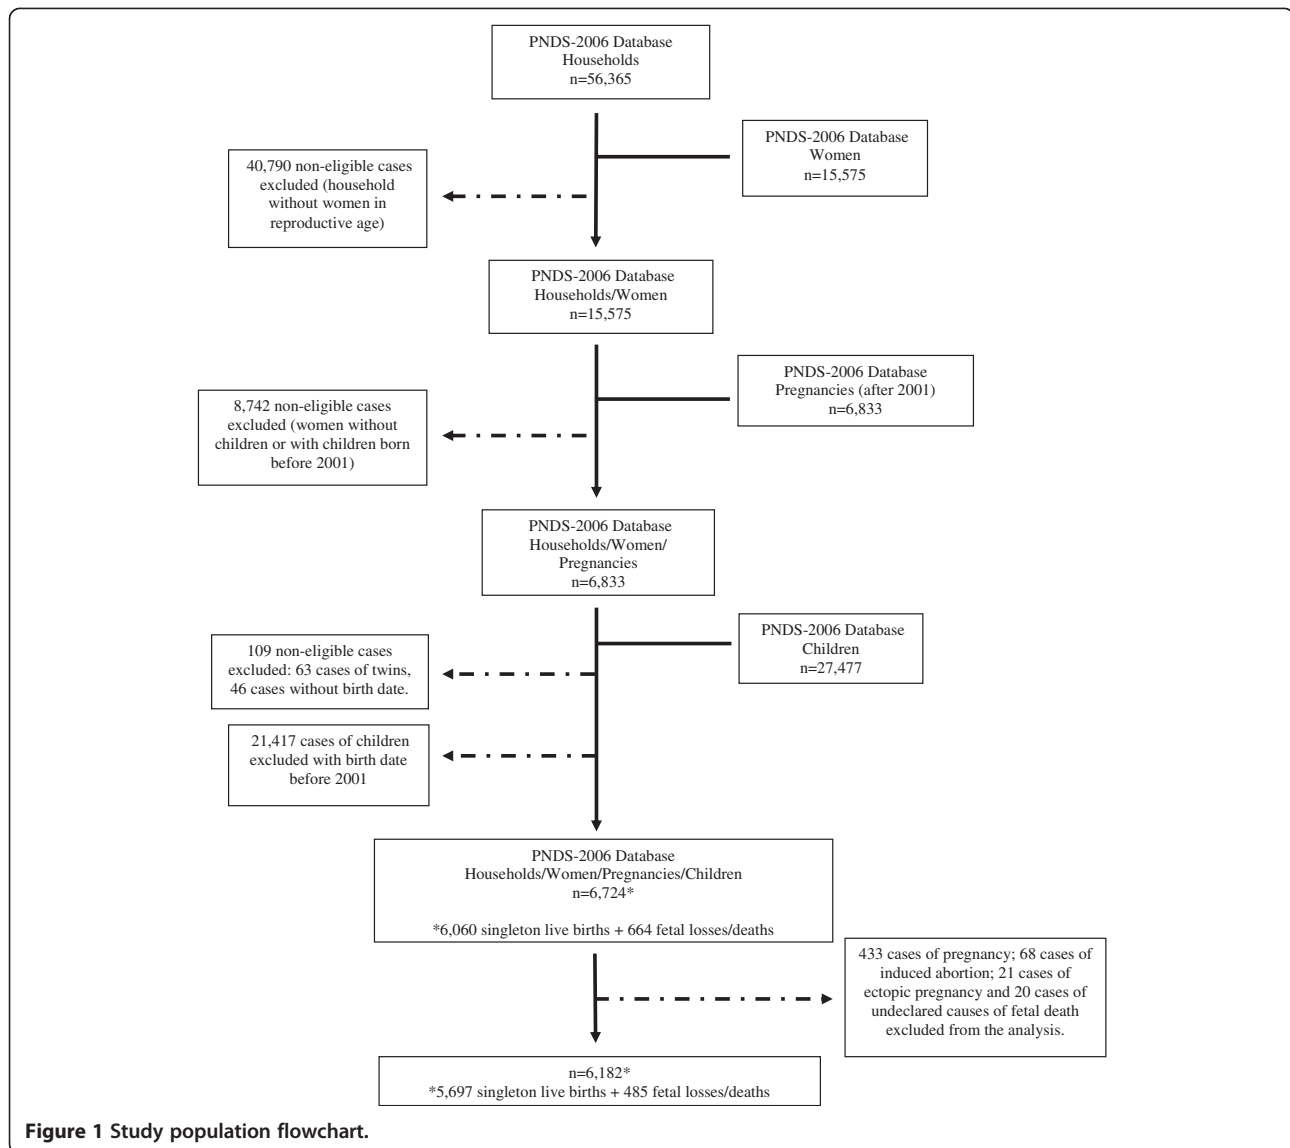 PNDS-2006 Database
Households
n=56,365
PNDS-2006 Database
Women
n=15,575
40,790 non-eligible cases
excluded (household
without women in
reproductive age)
PNDS-2006 Database
Households/Women
n=15,575
PNDS-2006 Database
Pregnancies (after 2001)
n=6,833
8,742 non-eligible cases
excluded (women without
children or with children born
before 2001)
PNDS-2006 Database
Households/Women/
Pregnancies
n=6,833
PNDS-2006 Database
Children
n=27,477
109 non-eligible cases
excluded: 63 cases of twins,
46 cases without birth date.
21,417 cases of children
excluded with birth date
before 2001
PNDS-2006 Database
Households/Women/Pregnancies/Children
n=6,724*
*6,060 singleton live births + 664 fetal losses/deaths
433 cases of pregnancy; 68 cases of
induced abortion; 21 cases of
ectopic pregnancy and 20 cases of
undeclared causes of fetal death
excluded from the analysis.
n=6,182*
*5,697 singleton live births + 485 fetal losses/deaths
Figure 1 Study population flowchart.